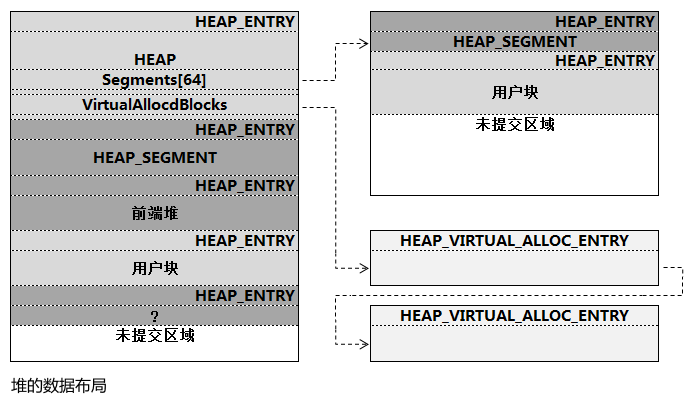 HEAP_ENTRY
HEAP
Segments[64]
VirtualAllocdBlocks
HEAP_ENTRY
HEAP_SEGMENT
HEAP_ENTRY
前端堆
HEAP_ENTRY
用户块
HEAP_ENTRY
?
未提交区域
HEAP_ENTRY
HEAP_SEGMENT
HEAP_ENTRY
用户块
未提交区域
HEAP_VIRTUAL_ALLOC_ENTRY
HEAP_VIRTUAL_ALLOC_ENTRY
堆的数据布局